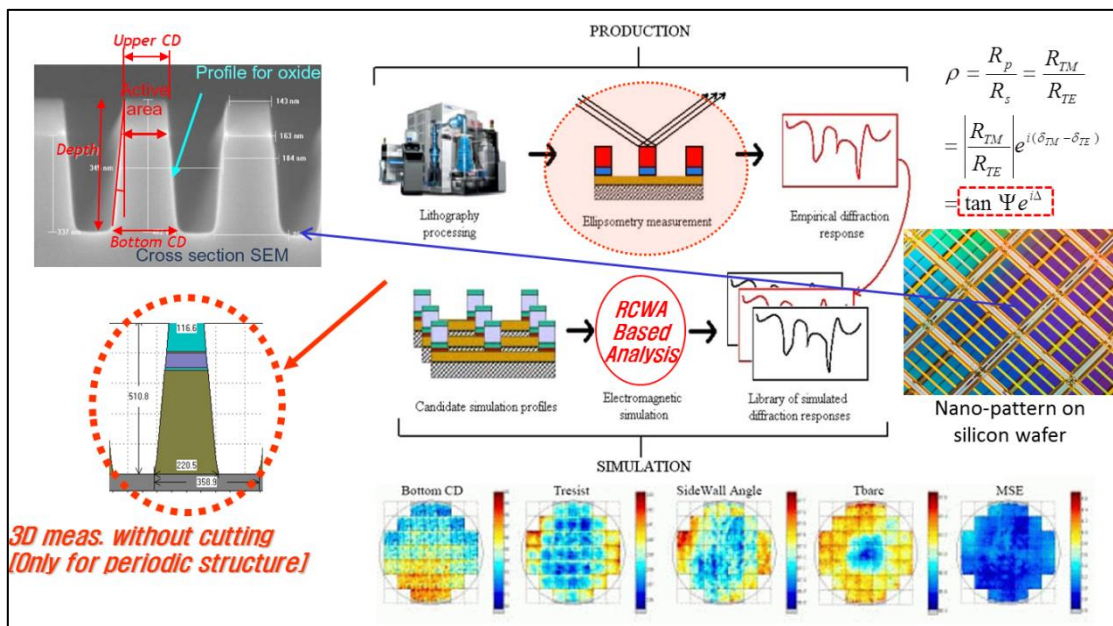 Upper CD
Profile for oxide
Active
area
Depth
143 nm
163 nm
184 nm
Bottom CD
Cross section SEM
PRODUCTION
Lithography
processing
Ellipsometry measurement
Empirical diffraction
response
ρ = R_p / R_s = R_TM / R_TE
= |R_TM / R_TE| e^{i(δ_TM − δ_TE)}
= tan Ψe^{iΔ}
Candidate simulation profiles
RCWA
Based
Analysis
Electromagnetic
simulation
Library of simulated
diffraction responses
SIMULATION
Nano-pattern on
silicon wafer
116.6
510.8
220.5
358.9
3D meas. without cutting
[Only for periodic structure]
Bottom CD
Tresist
SideWall Angle
Tbarc
MSE